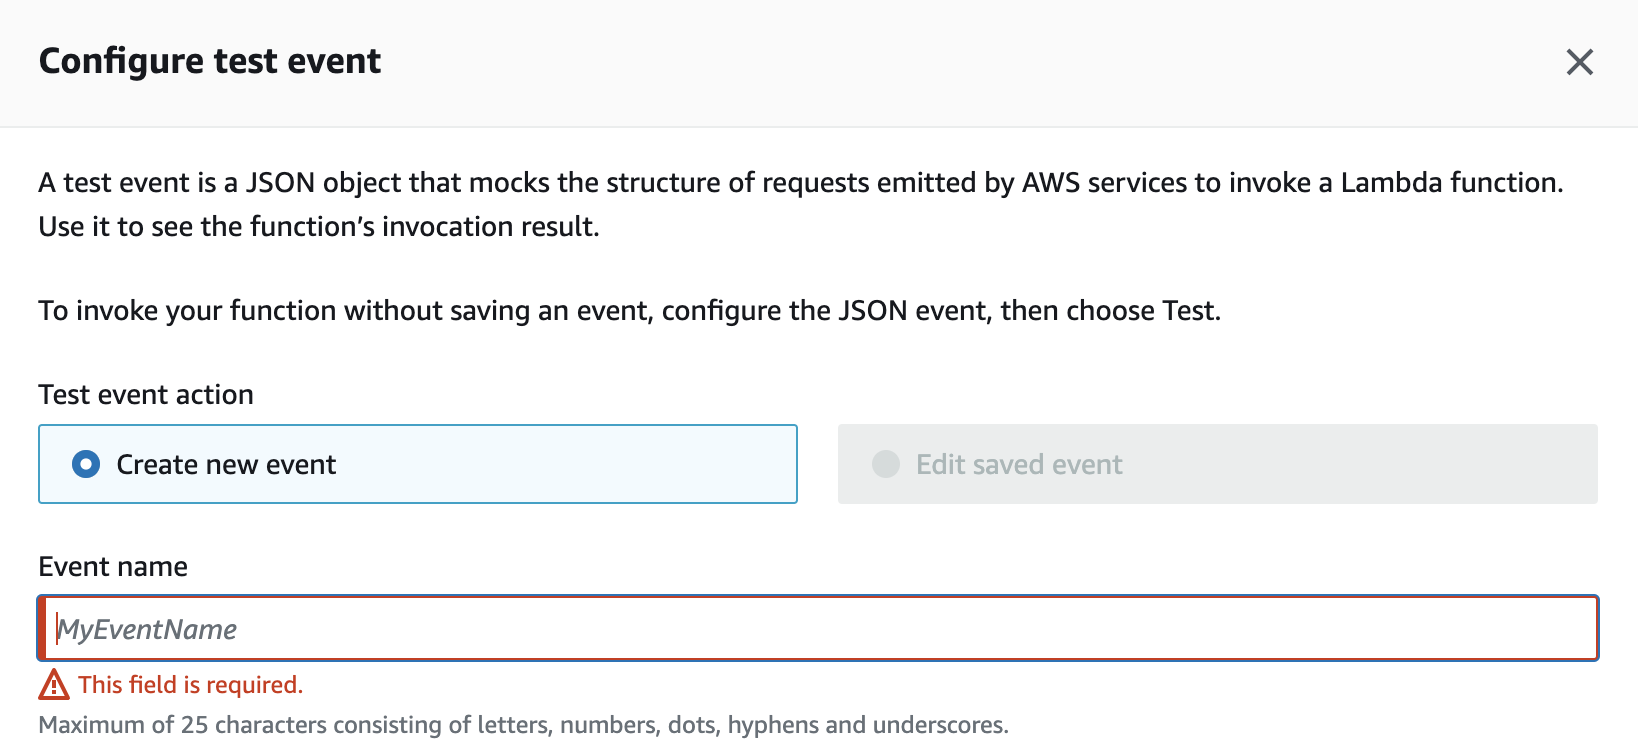 Configure test event
A test event is a JSON object that mocks the structure of requests emitted by AWS services to invoke a Lambda function.
Use it to see the function’s invocation result.
To invoke your function without saving an event, configure the JSON event, then choose Test.
Test event action
Create new event
Edit saved event
Event name
MyEventName
This field is required.
Maximum of 25 characters consisting of letters, numbers, dots, hyphens and underscores.